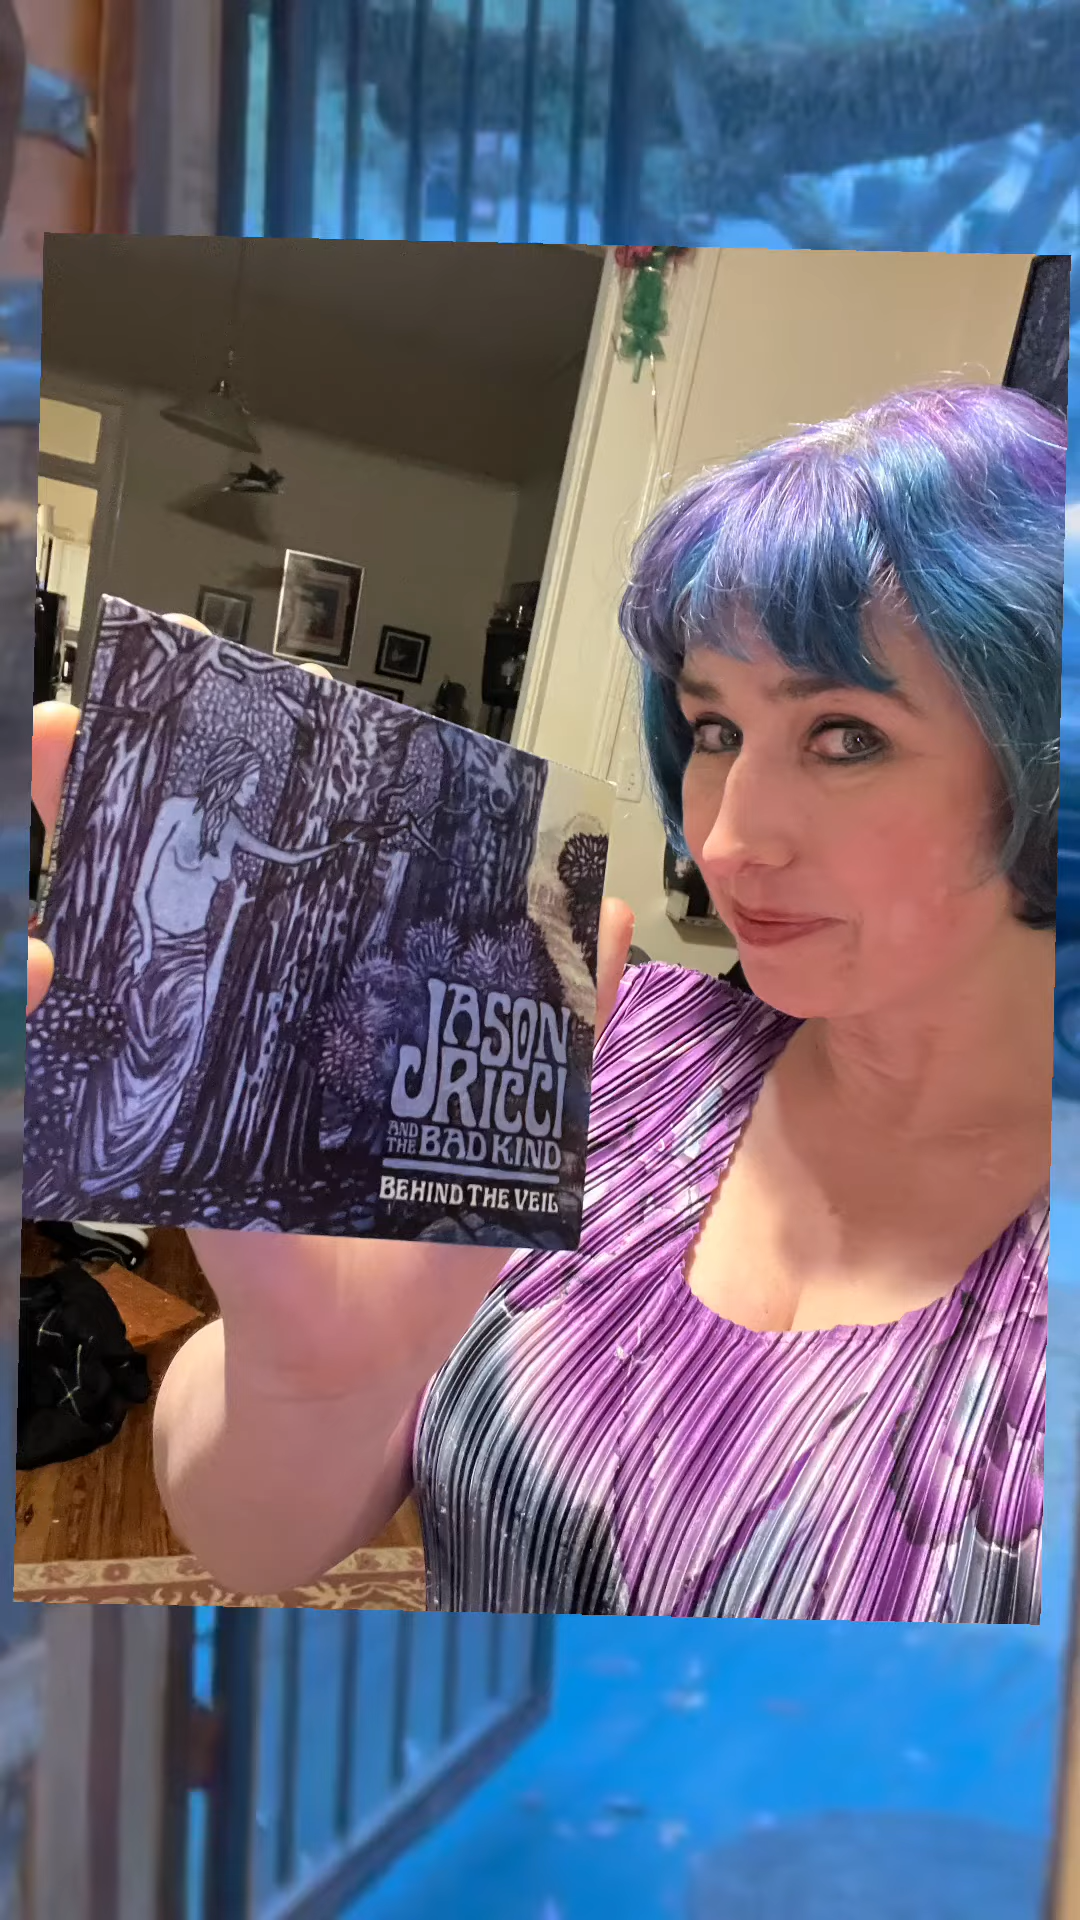 JASON
RICCI
AND
THE BAD KIND
BEHIND THE VEIL